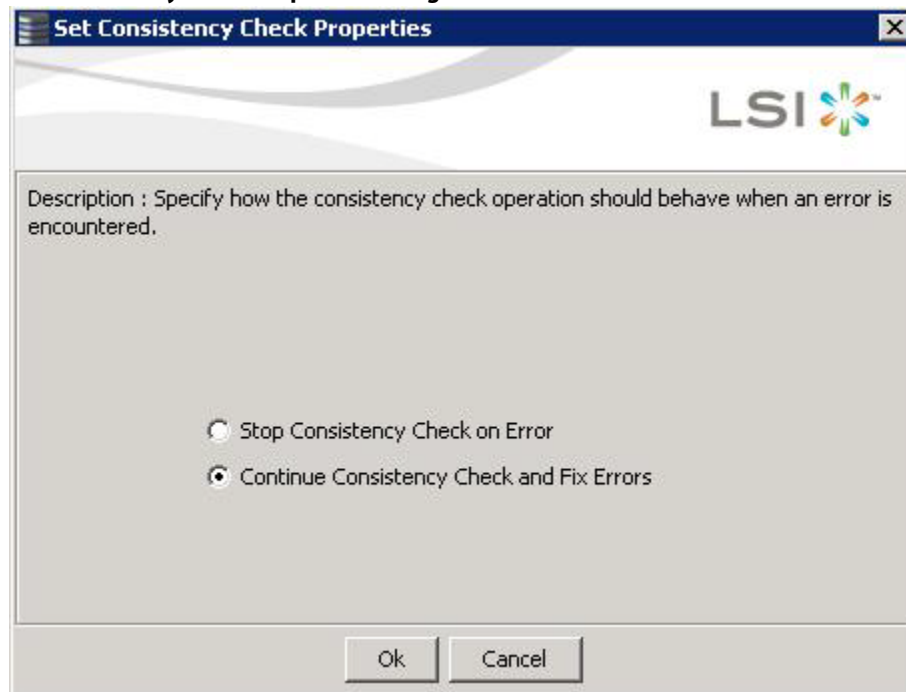 Set Consistency Check Properties
LSI
Description : Specify how the consistency check operation should behave when an error is
encountered.
Stop Consistency Check on Error
Continue Consistency Check and Fix Errors
Ok Cancel